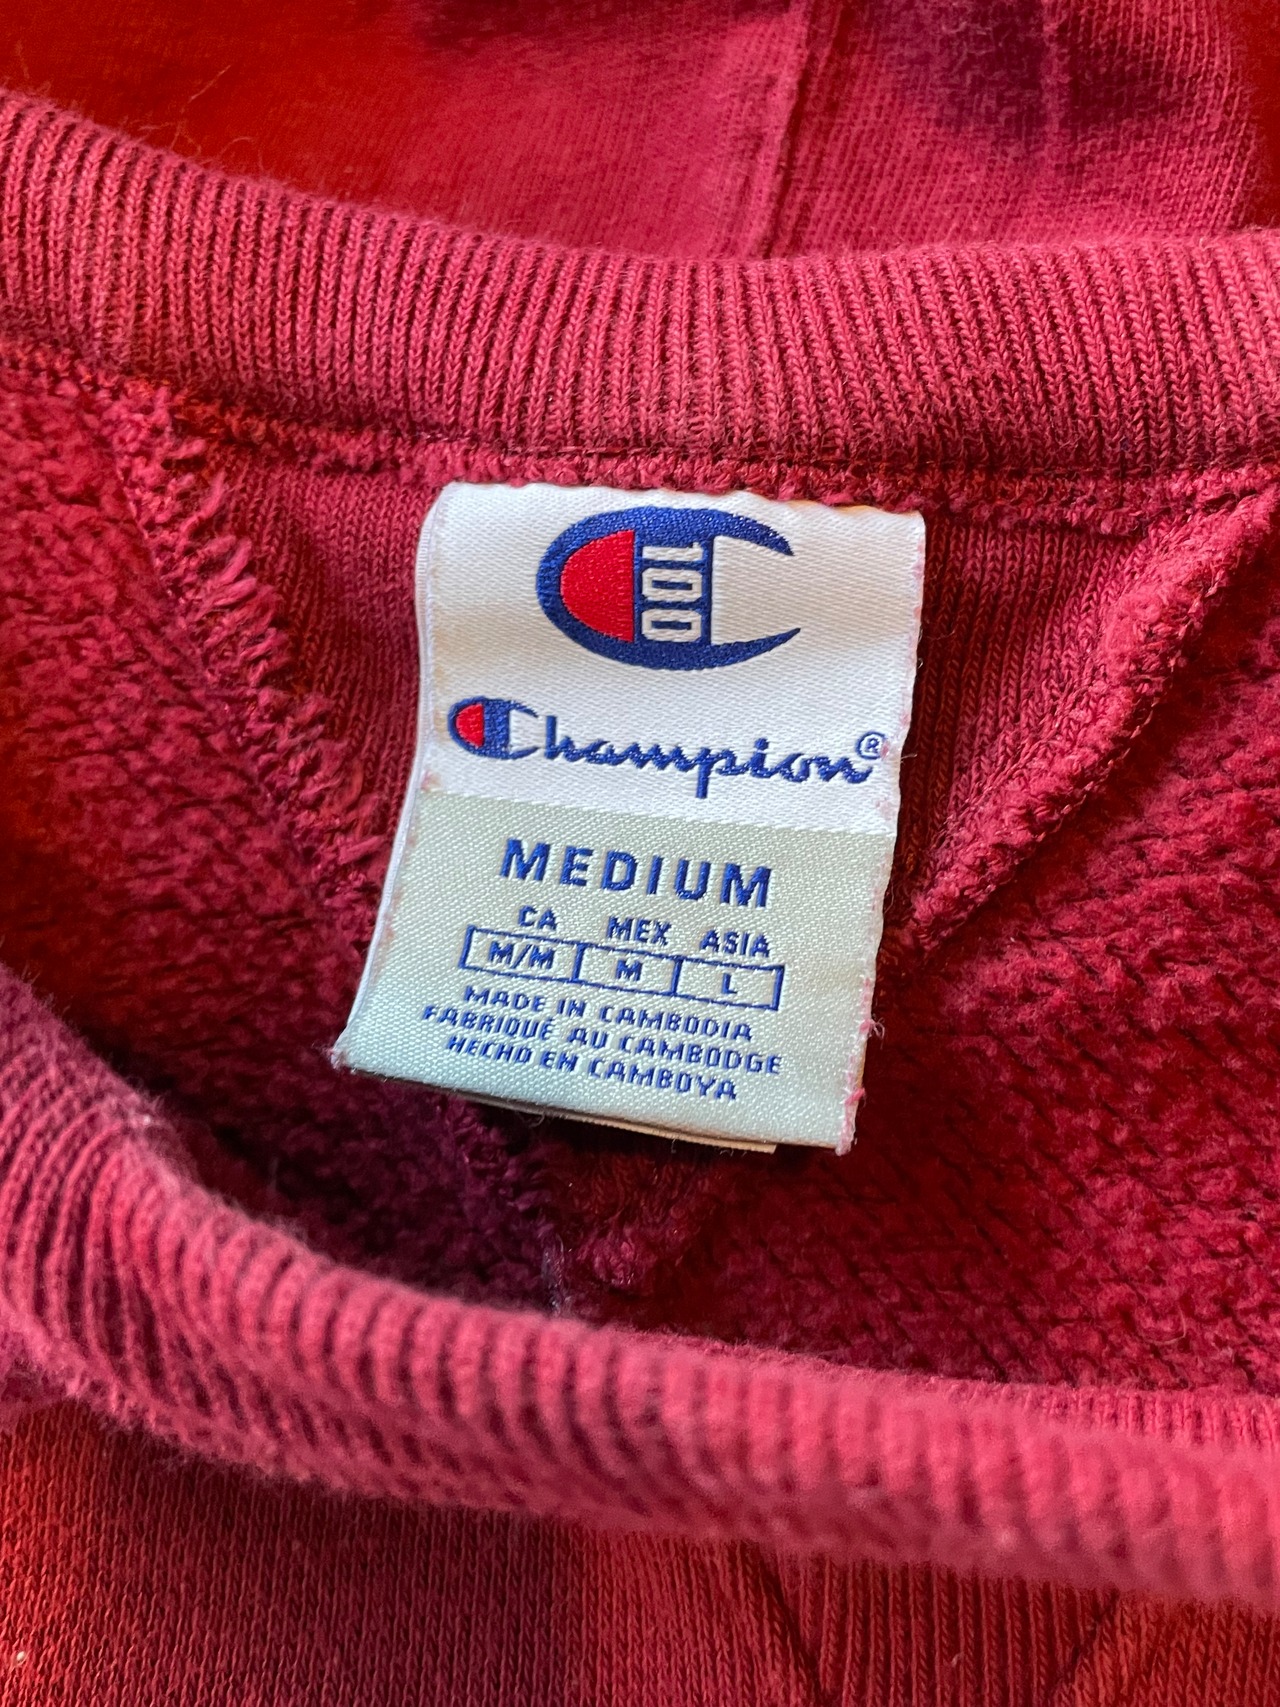 100
Champion®
MEDIUM
CA MEX ASIA
M/M M L
MADE IN CAMBODIA
FABRIQUÉ AU CAMBODGE
HECHO EN CAMBOYA